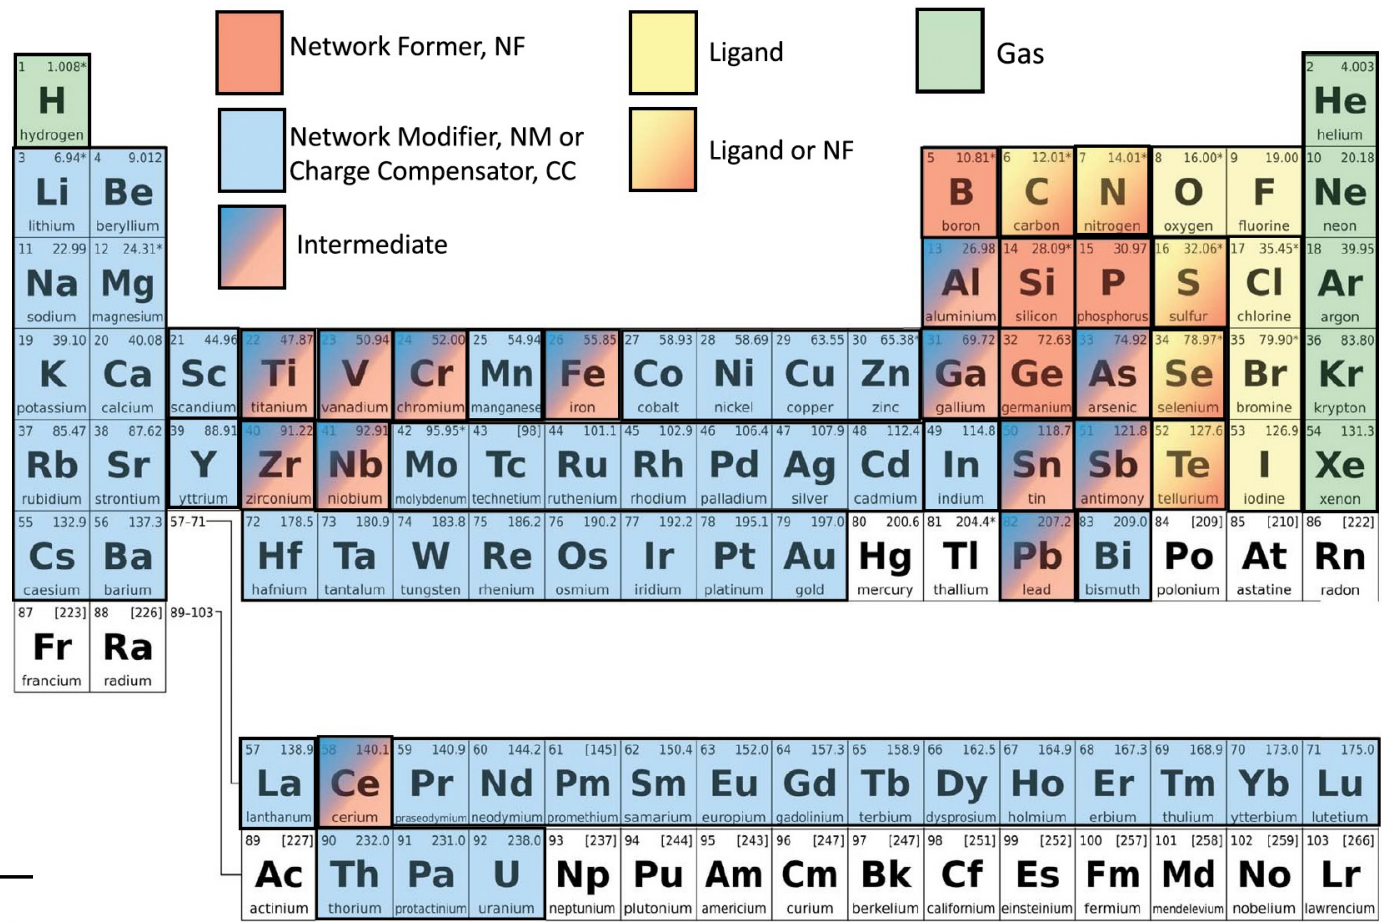 Network Former, NF
Ligand
Gas
Network Modifier, NM or
Charge Compensator, CC
Ligand or NF
Intermediate
1 1.008*
H
hydrogen
2 4.003
He
helium
3 6.94* 4 9.012
Li Be
lithium beryllium
5 10.81* 6 12.01* 7 14.01* 8 16.00* 9 19.00 10 20.18
B C N O F Ne
boron carbon nitrogen oxygen fluorine neon
11 22.99 12 24.31*
Na Mg
sodium magnesium
13 26.98 14 28.09* 15 30.97 16 32.06* 17 35.45* 18 39.95
Al Si P S Cl Ar
aluminium silicon phosphorus sulfur chlorine argon
19 39.10 20 40.08 21 44.96 22 47.87 23 50.94 24 52.00 25 54.94 26 55.85 27 58.93 28 58.69 29 63.55 30 65.38* 31 69.72 32 72.63 33 74.92 34 78.97* 35 79.90* 36 83.80
K Ca Sc Ti V Cr Mn Fe Co Ni Cu Zn Ga Ge As Se Br Kr
potassium calcium scandium titanium vanadium chromium manganese iron cobalt nickel copper zinc gallium germanium arsenic selenium bromine krypton
37 85.47 38 87.62 39 88.91 40 91.22 41 92.91 42 95.95* 43 [98] 44 101.1 45 102.9 46 106.4 47 107.9 48 112.4 49 114.8 50 118.7 51 121.8 52 127.6 53 126.9 54 131.3
Rb Sr Y Zr Nb Mo Tc Ru Rh Pd Ag Cd In Sn Sb Te I Xe
rubidium strontium yttrium zirconium niobium molybdenum technetium ruthenium rhodium palladium silver cadmium indium tin antimony tellurium iodine xenon
55 132.9 56 137.3 57-71 72 178.5 73 180.9 74 183.8 75 186.2 76 190.2 77 192.2 78 195.1 79 197.0 80 200.6 81 204.4* 82 207.2 83 209.0 84 [209] 85 [210] 86 [222]
Cs Ba Hf Ta W Re Os Ir Pt Au Hg Tl Pb Bi Po At Rn
caesium barium hafnium tantalum tungsten rhenium osmium iridium platinum gold mercury thallium lead bismuth polonium astatine radon
87 [223] 88 [226] 89-103
Fr Ra
francium radium
57 138.9 58 140.1 59 140.9 60 144.2 61 [145] 62 150.4 63 152.0 64 157.3 65 158.9 66 162.5 67 164.9 68 167.3 69 168.9 70 173.0 71 175.0
La Ce Pr Nd Pm Sm Eu Gd Tb Dy Ho Er Tm Yb Lu
lanthanum cerium praseodymium neodymium promethium samarium europium gadolinium terbium dysprosium holmium erbium thulium ytterbium lutetium
89 [227] 90 232.0 91 231.0 92 238.0 93 [237] 94 [244] 95 [243] 96 [247] 97 [247] 98 [251] 99 [252] 100 [257] 101 [258] 102 [259] 103 [266]
Ac Th Pa U Np Pu Am Cm Bk Cf Es Fm Md No Lr
actinium thorium protactinium uranium neptunium plutonium americium curium berkelium californium einsteinium fermium mendelevium nobelium lawrencium